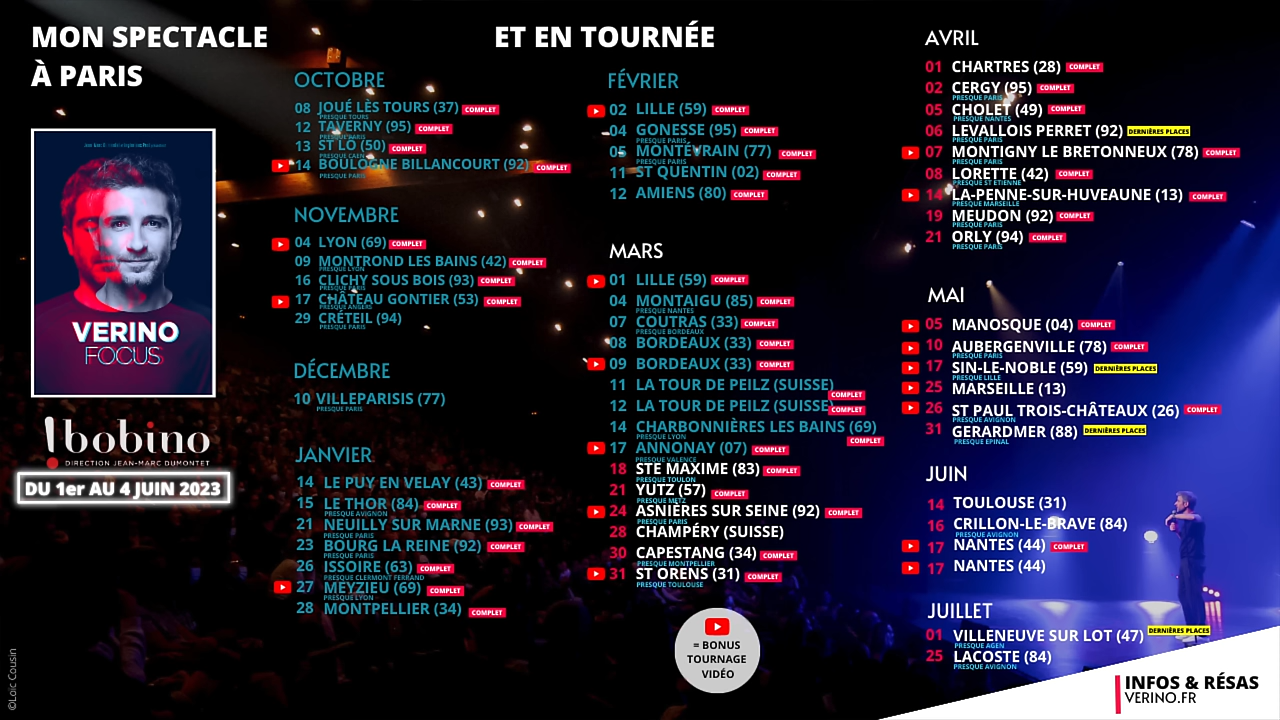 MON SPECTACLE
À PARIS
VERINO
FOCUS
bobino
DIRECTION JEAN-MARC DUMONTET
DU 1er AU 4 JUIN 2023
©Loic Cousin
ET EN TOURNÉE
OCTOBRE
08 JOUÉ LÈS TOURS (37) COMPLET
PRESQUE TOURS
12 TAVERNY (95) COMPLET
PRESQUE PARIS
13 ST LO (50) COMPLET
PRESQUE CAEN
14 BOULOGNE BILLANCOURT (92) COMPLET
PRESQUE PARIS
NOVEMBRE
04 LYON (69) COMPLET
09 MONTROND LES BAINS (42) COMPLET
PRESQUE LYON
16 CLICHY SOUS BOIS (93) COMPLET
PRESQUE PARIS
17 CHÂTEAU GONTIER (53) COMPLET
PRESQUE ANGERS
29 CRÉTEIL (94)
PRESQUE PARIS
DÉCEMBRE
10 VILLEPARISIS (77)
PRESQUE PARIS
JANVIER
14 LE PUY EN VELAY (43) COMPLET
15 LE THOR (84) COMPLET
PRESQUE AVIGNON
21 NEUILLY SUR MARNE (93) COMPLET
PRESQUE PARIS
23 BOURG LA REINE (92) COMPLET
PRESQUE PARIS
26 ISSOIRE (63) COMPLET
PRESQUE CLERMONT FERRAND
27 MEYZIEU (69) COMPLET
PRESQUE LYON
28 MONTPELLIER (34) COMPLET
FÉVRIER
02 LILLE (59) COMPLET
04 GONESSE (95) COMPLET
PRESQUE PARIS
05 MONTÉVRAIN (77) COMPLET
PRESQUE PARIS
11 ST QUENTIN (02) COMPLET
12 AMIENS (80) COMPLET
MARS
01 LILLE (59) COMPLET
04 MONTAIGU (85) COMPLET
PRESQUE NANTES
07 COUTRAS (33) COMPLET
PRESQUE BORDEAUX
08 BORDEAUX (33) COMPLET
09 BORDEAUX (33) COMPLET
11 LA TOUR DE PEILZ (SUISSE)
COMPLET
12 LA TOUR DE PEILZ (SUISSE) COMPLET
14 CHARBONNIÈRES LES BAINS (69)
PRESQUE LYON COMPLET
17 ANNONAY (07) COMPLET
PRESQUE VALENCE
18 STE MAXIME (83) COMPLET
PRESQUE TOULON
21 YUTZ (57) COMPLET
PRESQUE METZ
24 ASNIÈRES SUR SEINE (92) COMPLET
PRESQUE PARIS
28 CHAMPÉRY (SUISSE)
30 CAPESTANG (34) COMPLET
PRESQUE MONTPELLIER
31 ST ORENS (31) COMPLET
PRESQUE TOULOUSE
= BONUS
TOURNAGE
VIDÉO
AVRIL
01 CHARTRES (28) COMPLET
02 CERGY (95) COMPLET
PRESQUE PARIS
05 CHOLET (49) COMPLET
PRESQUE NANTES
06 LEVALLOIS PERRET (92) DERNIÈRES PLACES
PRESQUE PARIS
07 MONTIGNY LE BRETONNEUX (78) COMPLET
08 LORETTE (42) COMPLET
PRESQUE ST ETIENNE
14 LA-PENNE-SUR-HUVEAUNE (13) COMPLET
PRESQUE MARSEILLE
19 MEUDON (92) COMPLET
PRESQUE PARIS
21 ORLY (94) COMPLET
PRESQUE PARIS
MAI
05 MANOSQUE (04) COMPLET
10 AUBERGENVILLE (78) COMPLET
PRESQUE PARIS
17 SIN-LE-NOBLE (59) DERNIÈRES PLACES
PRESQUE LILLE
25 MARSEILLE (13)
26 ST PAUL TROIS-CHÂTEAUX (26) COMPLET
PRESQUE AVIGNON
31 GERARDMER (88) DERNIÈRES PLACES
PRESQUE EPINAL
JUIN
14 TOULOUSE (31)
16 CRILLON-LE-BRAVE (84)
PRESQUE AVIGNON
17 NANTES (44) COMPLET
17 NANTES (44)
JUILLET
01 VILLENEUVE SUR LOT (47) DERNIÈRES PLACES
PRESQUE AGEN
25 LACOSTE (84)
PRESQUE AVIGNON
INFOS & RÉSAS
VERINO.FR